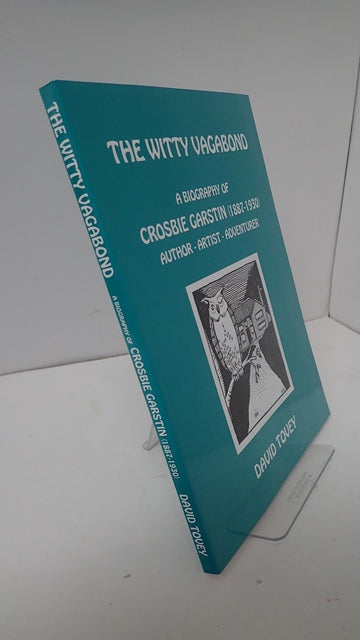 THE WITTY VAGABOND
A BIOGRAPHY OF
CROSBIE GARSTIN (1887-1930)
AUTHOR - ARTIST - ADVENTURER
DAVID TOVEY
THE WITTY VAGABOND A BIOGRAPHY OF CROSBIE GARSTIN (1887-1930) DAVID TOVEY